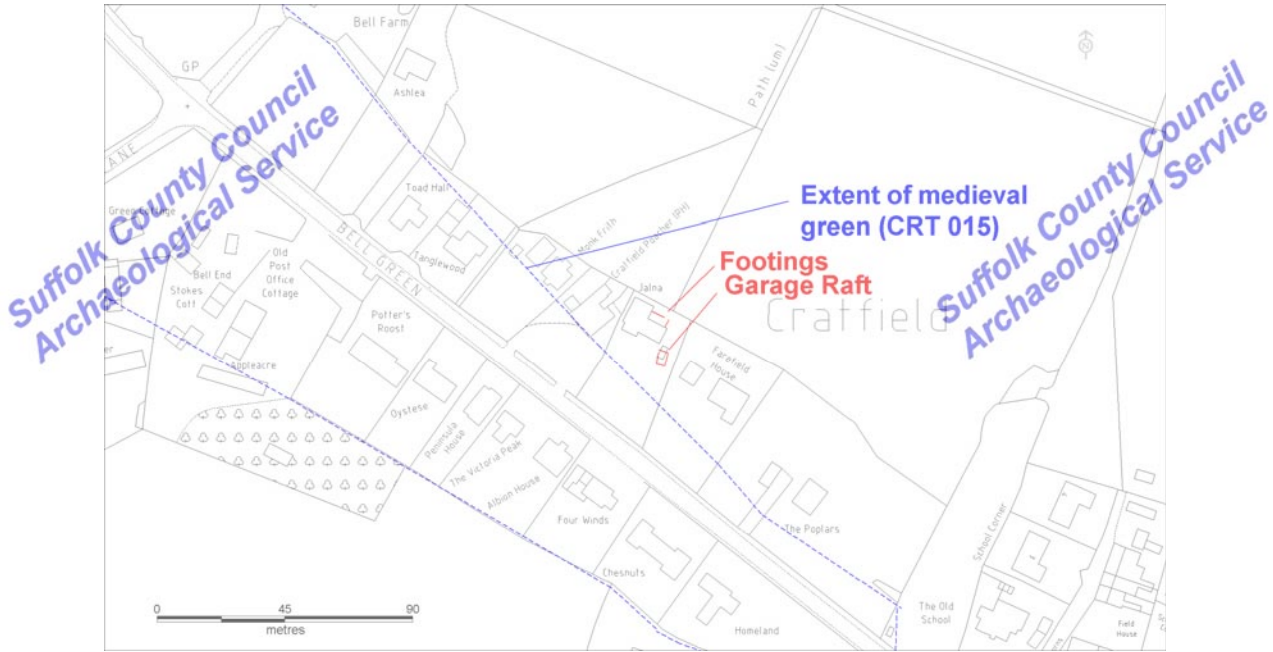 Bell Farm
GP
Ashlea
Path (um)
Suffolk County Council
Archaeological Service
Suffolk County Council
Archaeological Service
LANE
Green Cottage
Toad Hall
Extent of medieval
green (CRT 015)
Monk Frith
Cratfield Poacher (PH)
BELL GREEN
Tanglewood
Bell End
Stokes
Cott
Old
Post
Office
Cottage
Footings
Garage Raft
Jalna
Cratfield
Potter's
Roost
Farefield
House
Appleacre
Oystese
Peninsula
House
The Victoria Peak
Albion House
Four Winds
The Poplars
School Corner
Chesnuts
Homeland
The Old
School
Field
House
0 45 90
metres